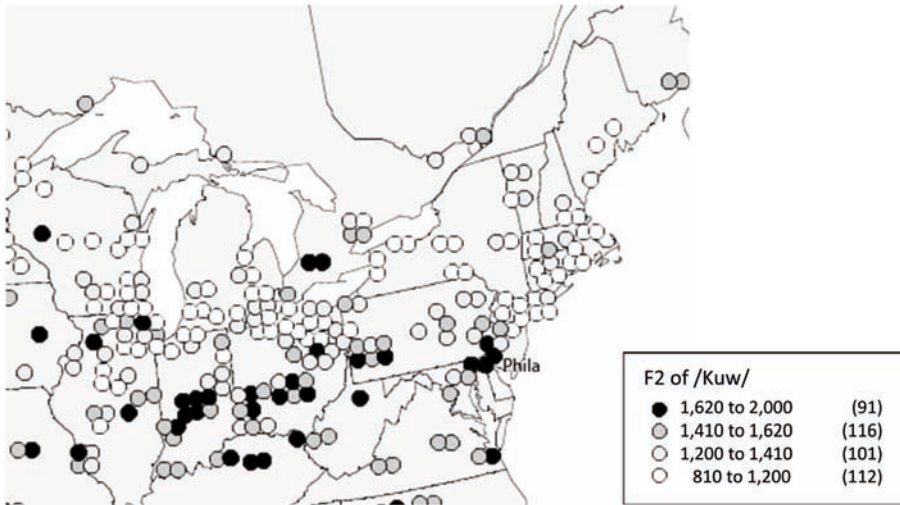 Phila
F2 of /Kuw/
1,620 to 2,000 (91)
1,410 to 1,620 (116)
1,200 to 1,410 (101)
810 to 1,200 (112)